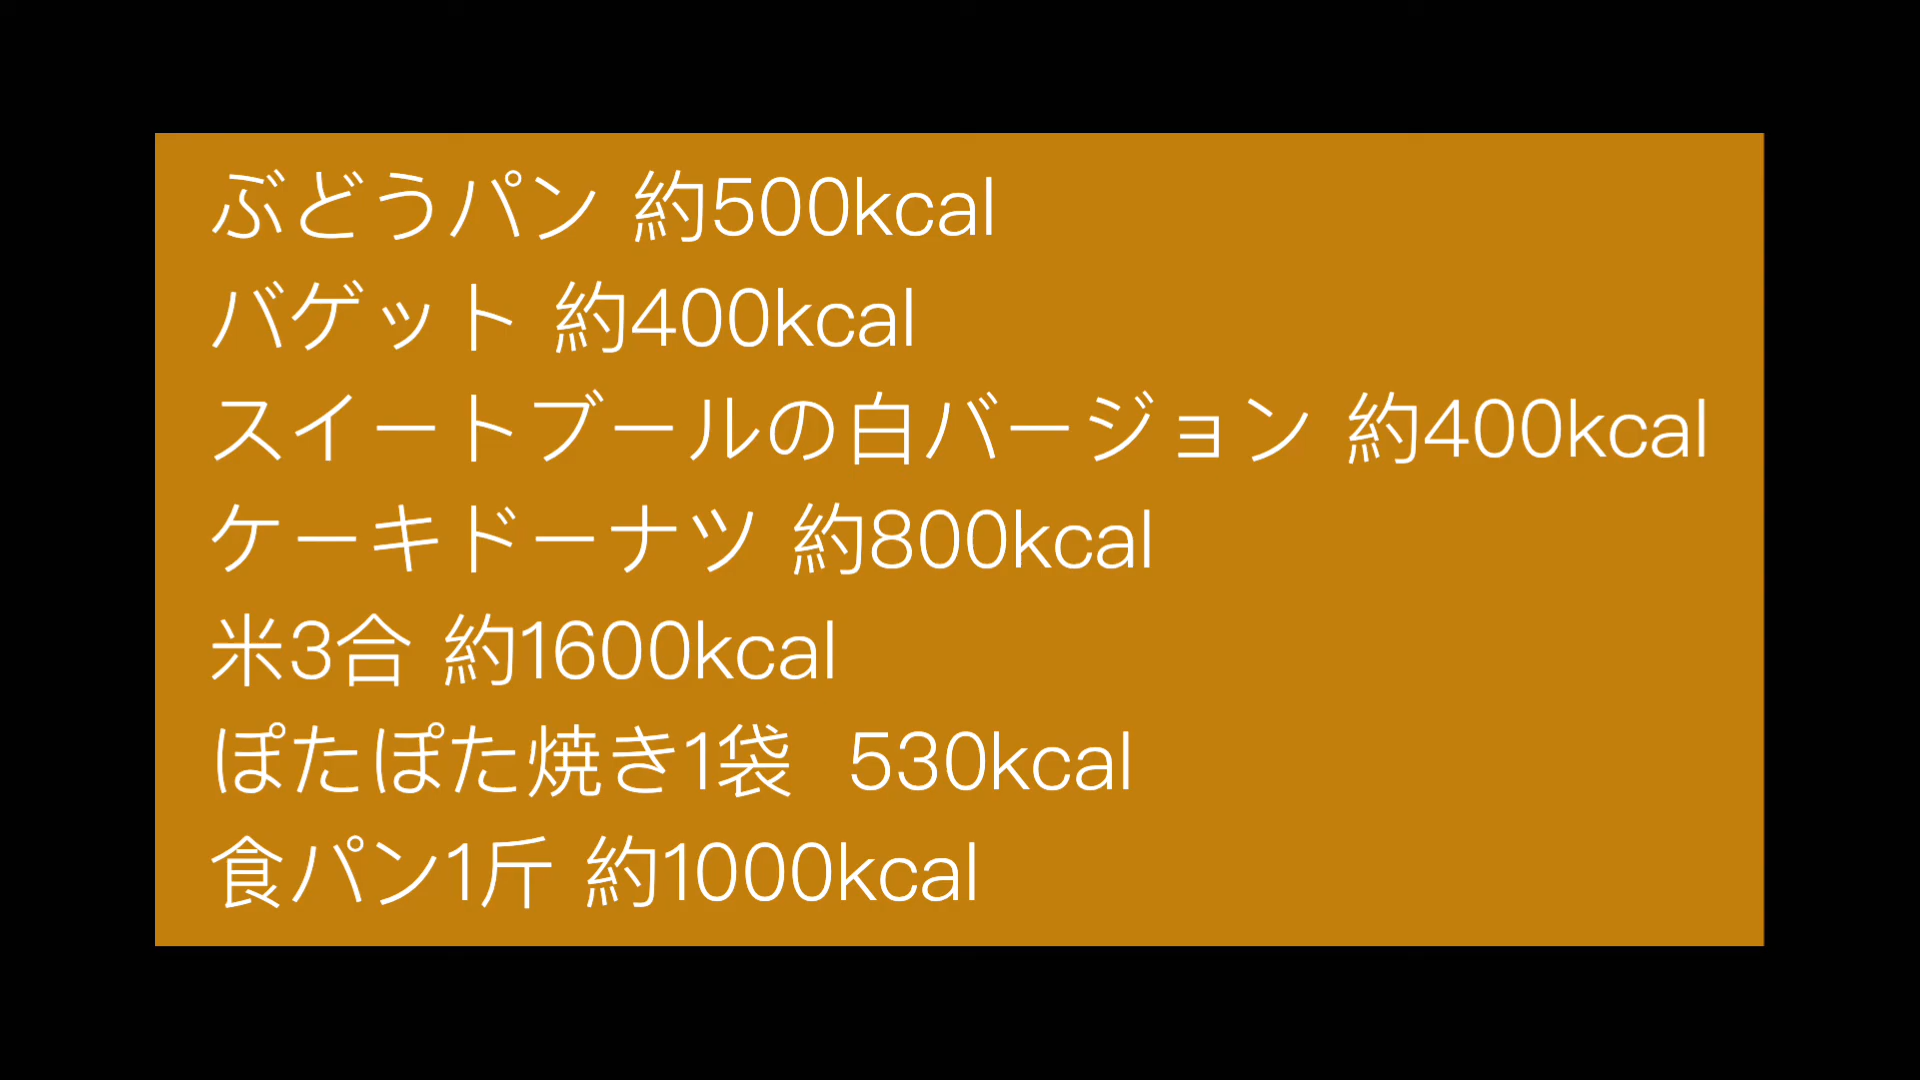 ぶどうパン 約500kcal
バゲット 約400kcal
スイートブールの白バージョン 約400kcal
ケーキドーナツ 約800kcal
米3合 約1600kcal
ぽたぽた焼き1袋　530kcal
食パン1斤 約1000kcal